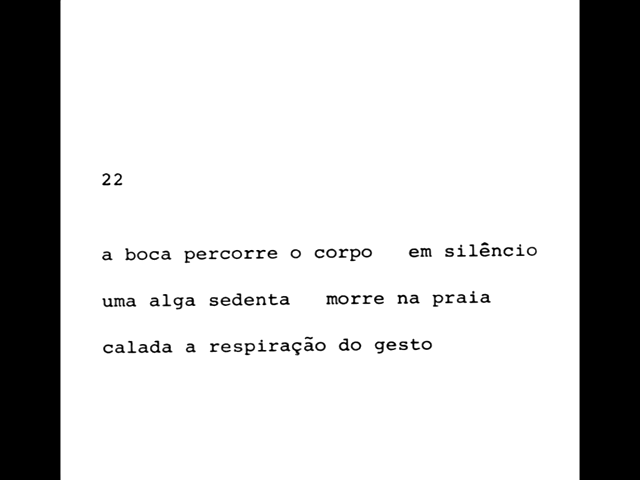 22
a boca percorre o corpo   em silêncio
uma alga sedenta   morre na praia
calada a respiração do gesto